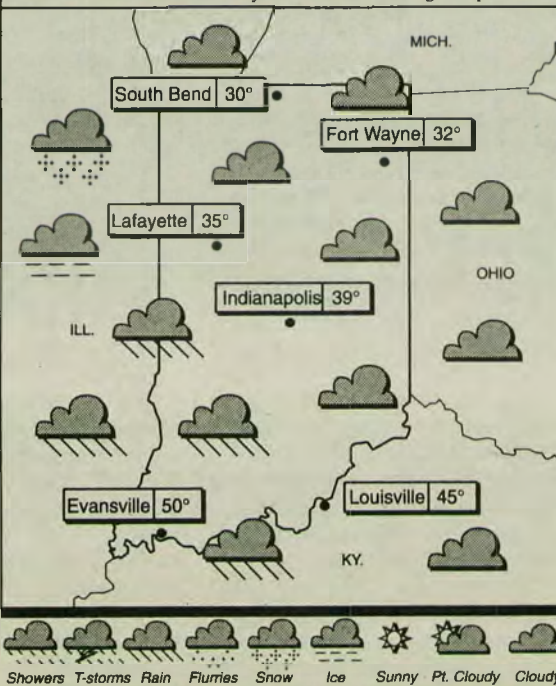 MICH.
South Bend 30°
Fort Wayne 32°
Lafayette 35°
OHIO
Indianapolis 39°
ILL.
Evansville 50°
Louisville 45°
KY.
Showers T-storms Rain Flurries Snow Ice Sunny Pt. Cloudy Cloudy